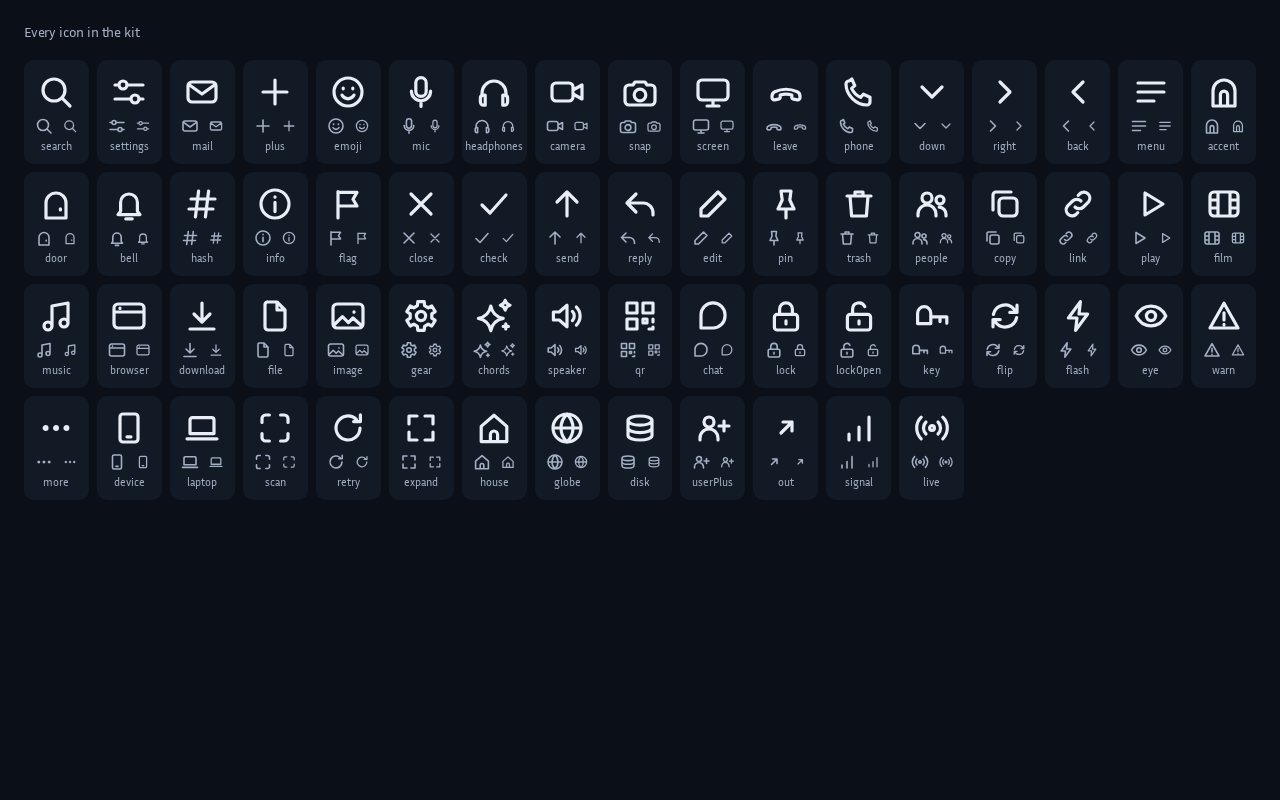 Every icon in the kit
search settings mail plus emoji mic headphones camera snap screen leave phone down right back menu accent
door bell hash info flag close check send reply edit pin trash people copy link play film
music browser download file image gear chords speaker qr chat lock lockOpen key flip flash eye warn
more device laptop scan retry expand house globe disk userPlus out signal live